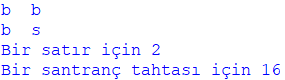 b  b
b  s
Bir satır için 2
Bir santranç tahtası için 16